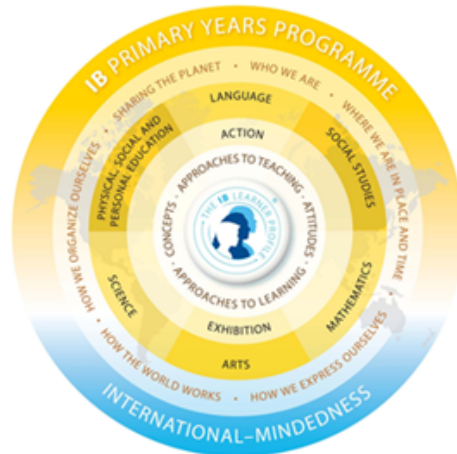 IB PRIMARY YEARS PROGRAMME
SHARING THE PLANET • WHO WE ARE • WHERE WE ARE IN PLACE AND TIME
• HOW WE EXPRESS OURSELVES • HOW THE WORLD WORKS • HOW WE ORGANIZE OURSELVES •
LANGUAGE
SOCIAL STUDIES
MATHEMATICS
ARTS
SCIENCE
PHYSICAL, SOCIAL AND
PERSONAL EDUCATION
ACTION
EXHIBITION
CONCEPTS · APPROACHES TO TEACHING · ATTITUDES ·
APPROACHES TO LEARNING ·
THE IB LEARNER PROFILE
INTERNATIONAL–MINDEDNESS